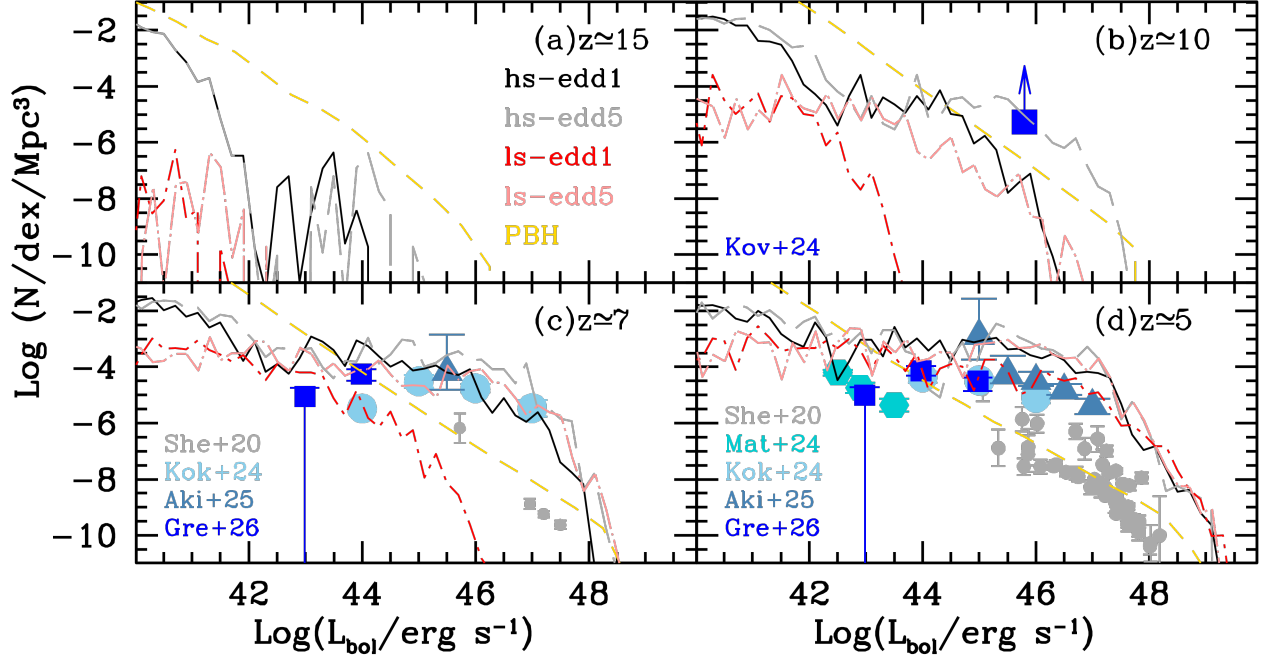 (a)z≃15
(b)z≃10
hs-edd1
hs-edd5
ls-edd1
ls-edd5
PBH
Kov+24
-2
-4
-6
-8
-10
Log (N/dex/Mpc³)
(c)z≃7
(d)z≃5
She+20
Kok+24
Aki+25
Gre+26
She+20
Mat+24
Kok+24
Aki+25
Gre+26
-2
-4
-6
-8
-10
42 44 46 48
42 44 46 48
Log(L_bol/erg s⁻¹)
Log(L_bol/erg s⁻¹)